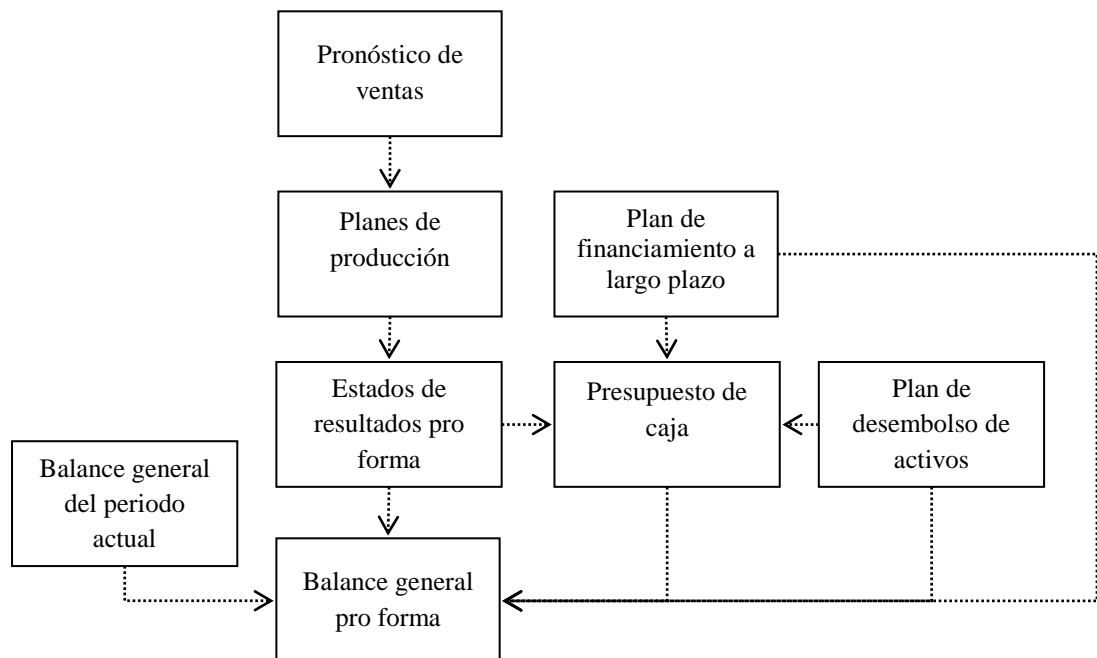 Pronóstico de
ventas
Planes de
producción
Plan de
financiamiento a
largo plazo
Estados de
resultados pro
forma
Presupuesto de
caja
Plan de
desembolso de
activos
Balance general
del periodo
actual
Balance general
pro forma